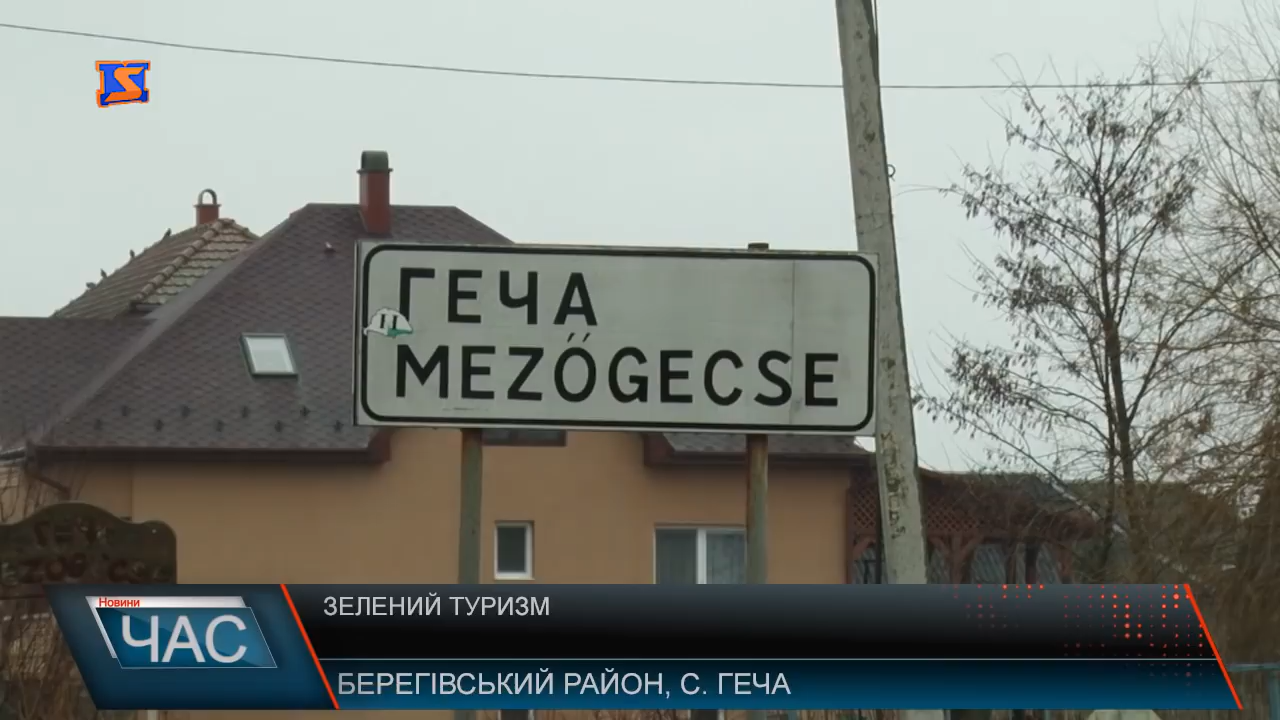 ГЕЧА
MEZŐGECSE
ЗЕЛЕНИЙ ТУРИЗМ
Новини
ЧАС
БЕРЕГІВСЬКИЙ РАЙОН, С. ГЕЧА